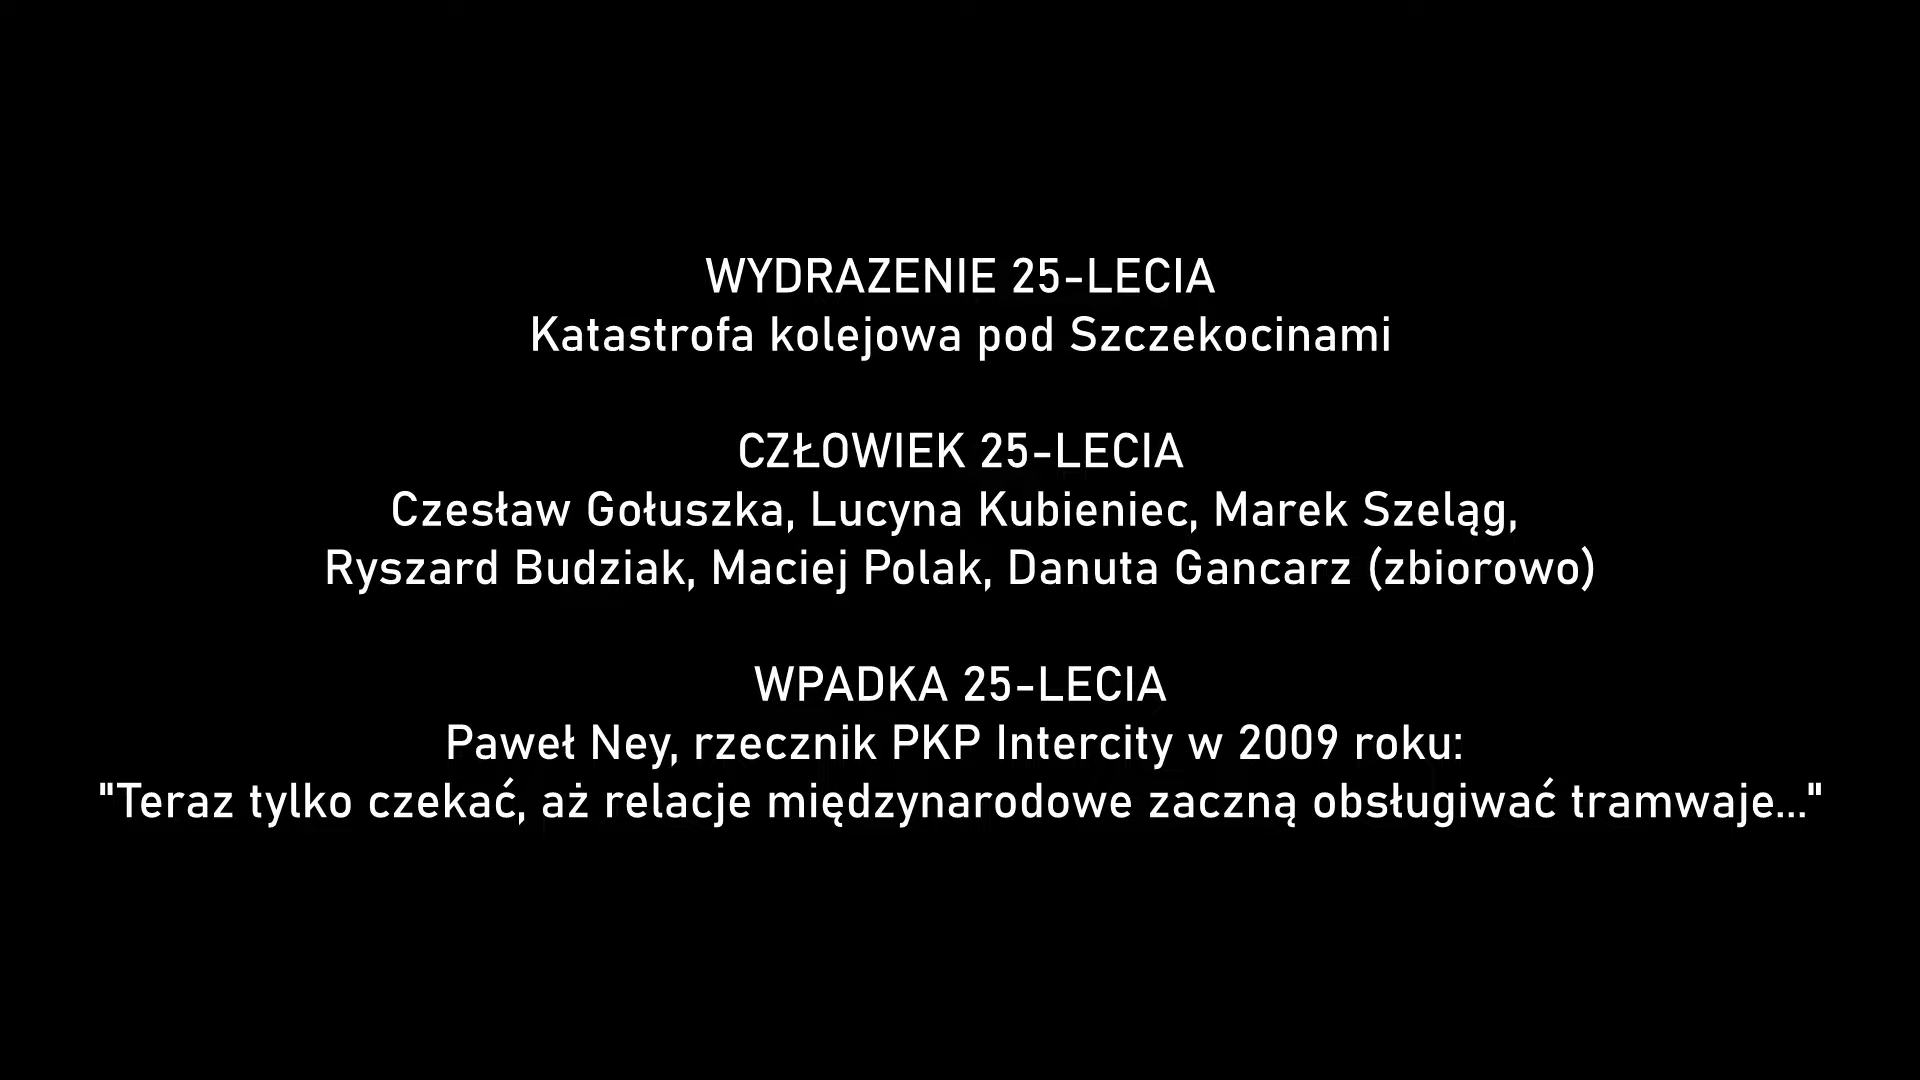 WYDRAZENIE 25-LECIA
Katastrofa kolejowa pod Szczekocinami
CZŁOWIEK 25-LECIA
Czesław Gołuszka, Lucyna Kubieniec, Marek Szeląg,
Ryszard Budziak, Maciej Polak, Danuta Gancarz (zbiorowo)
WPADKA 25-LECIA
Paweł Ney, rzecznik PKP Intercity w 2009 roku:
"Teraz tylko czekać, aż relacje międzynarodowe zaczną obsługiwać tramwaje..."